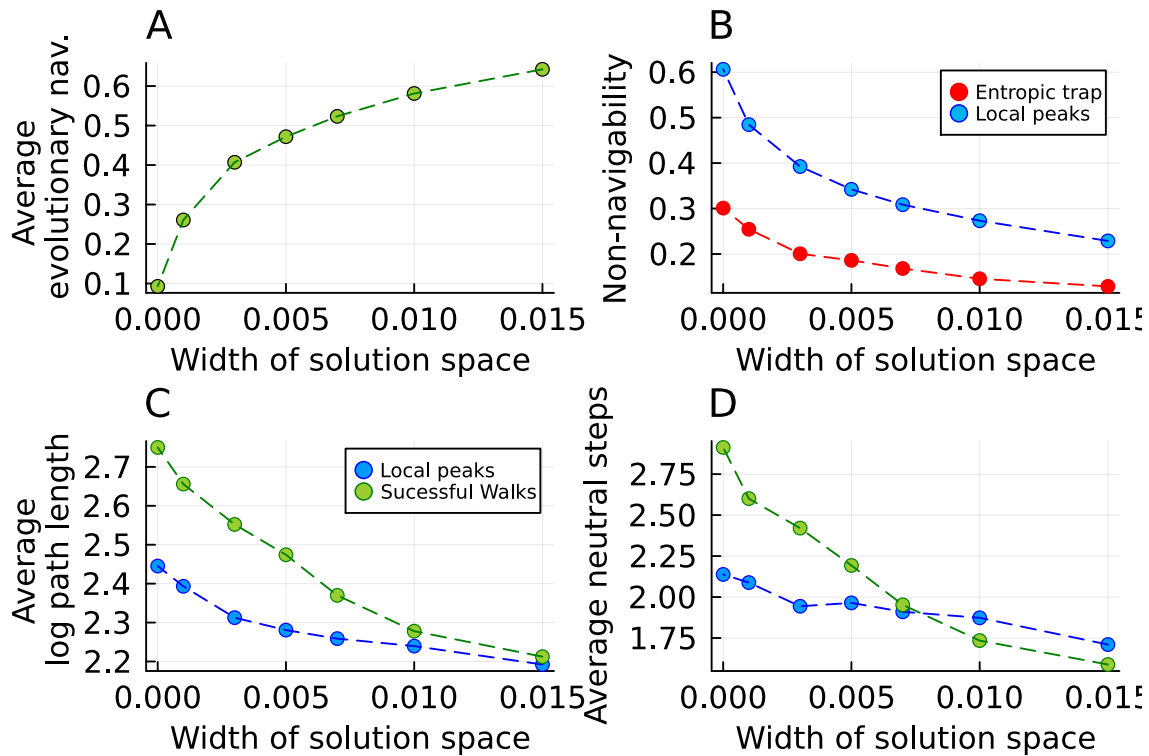 A
Average
evolutionary nav.
0.6
0.5
0.4
0.3
0.2
0.1
0.000 0.005 0.010 0.015
Width of solution space
B
Non-navigability
0.6
0.5
0.4
0.3
0.2
Entropic trap
Local peaks
0.000 0.005 0.010 0.015
Width of solution space
C
Average
log path length
2.7
2.6
2.5
2.4
2.3
2.2
Local peaks
Sucessful Walks
0.000 0.005 0.010 0.015
Width of solution space
D
Average neutral steps
2.75
2.50
2.25
2.00
1.75
0.000 0.005 0.010 0.015
Width of solution space